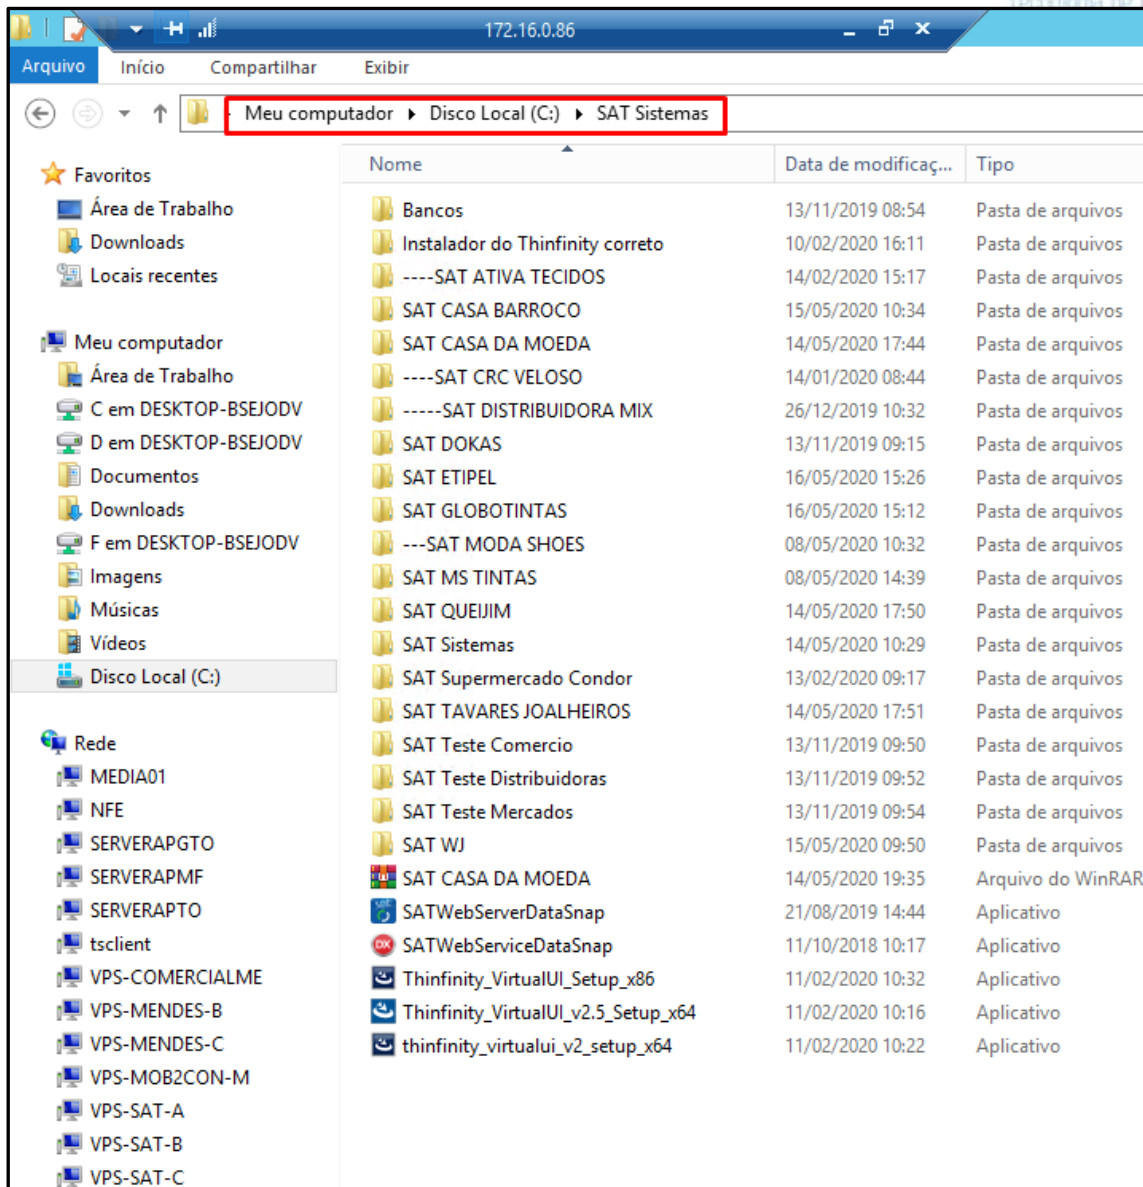 172.16.0.86
Arquivo Início Compartilhar Exibir
Meu computador Disco Local (C:) SAT Sistemas
Favoritos
Área de Trabalho
Downloads
Locais recentes
Meu computador
Área de Trabalho
C em DESKTOP-BSEJODV
D em DESKTOP-BSEJODV
Documentos
Downloads
F em DESKTOP-BSEJODV
Imagens
Músicas
Vídeos
Disco Local (C:)
Rede
MEDIA01
NFE
SERVERAPGTO
SERVERAPMF
SERVERAPTO
tsclient
VPS-COMERCIALME
VPS-MENDES-B
VPS-MENDES-C
VPS-MOB2CON-M
VPS-SAT-A
VPS-SAT-B
VPS-SAT-C
Nome Data de modificaç... Tipo
Bancos 13/11/2019 08:54 Pasta de arquivos
Instalador do Thinfinity correto 10/02/2020 16:11 Pasta de arquivos
----SAT ATIVA TECIDOS 14/02/2020 15:17 Pasta de arquivos
SAT CASA BARROCO 15/05/2020 10:34 Pasta de arquivos
SAT CASA DA MOEDA 14/05/2020 17:44 Pasta de arquivos
----SAT CRC VELOSO 14/01/2020 08:44 Pasta de arquivos
-----SAT DISTRIBUIDORA MIX 26/12/2019 10:32 Pasta de arquivos
SAT DOKAS 13/11/2019 09:15 Pasta de arquivos
SAT ETIPEL 16/05/2020 15:26 Pasta de arquivos
SAT GLOBOTINTAS 16/05/2020 15:12 Pasta de arquivos
---SAT MODA SHOES 08/05/2020 10:32 Pasta de arquivos
SAT MS TINTAS 08/05/2020 14:39 Pasta de arquivos
SAT QUEIJIM 14/05/2020 17:50 Pasta de arquivos
SAT Sistemas 14/05/2020 10:29 Pasta de arquivos
SAT Supermercado Condor 13/02/2020 09:17 Pasta de arquivos
SAT TAVARES JOALHEIROS 14/05/2020 17:51 Pasta de arquivos
SAT Teste Comercio 13/11/2019 09:50 Pasta de arquivos
SAT Teste Distribuidoras 13/11/2019 09:52 Pasta de arquivos
SAT Teste Mercados 13/11/2019 09:54 Pasta de arquivos
SAT WJ 15/05/2020 09:50 Pasta de arquivos
SAT CASA DA MOEDA 14/05/2020 19:35 Arquivo do WinRAR
SATWebServerDataSnap 21/08/2019 14:44 Aplicativo
SATWebServiceDataSnap 11/10/2018 10:17 Aplicativo
Thinfinity_VirtualUI_Setup_x86 11/02/2020 10:32 Aplicativo
Thinfinity_VirtualUI_v2.5_Setup_x64 11/02/2020 10:16 Aplicativo
thinfinity_virtualui_v2_setup_x64 11/02/2020 10:22 Aplicativo